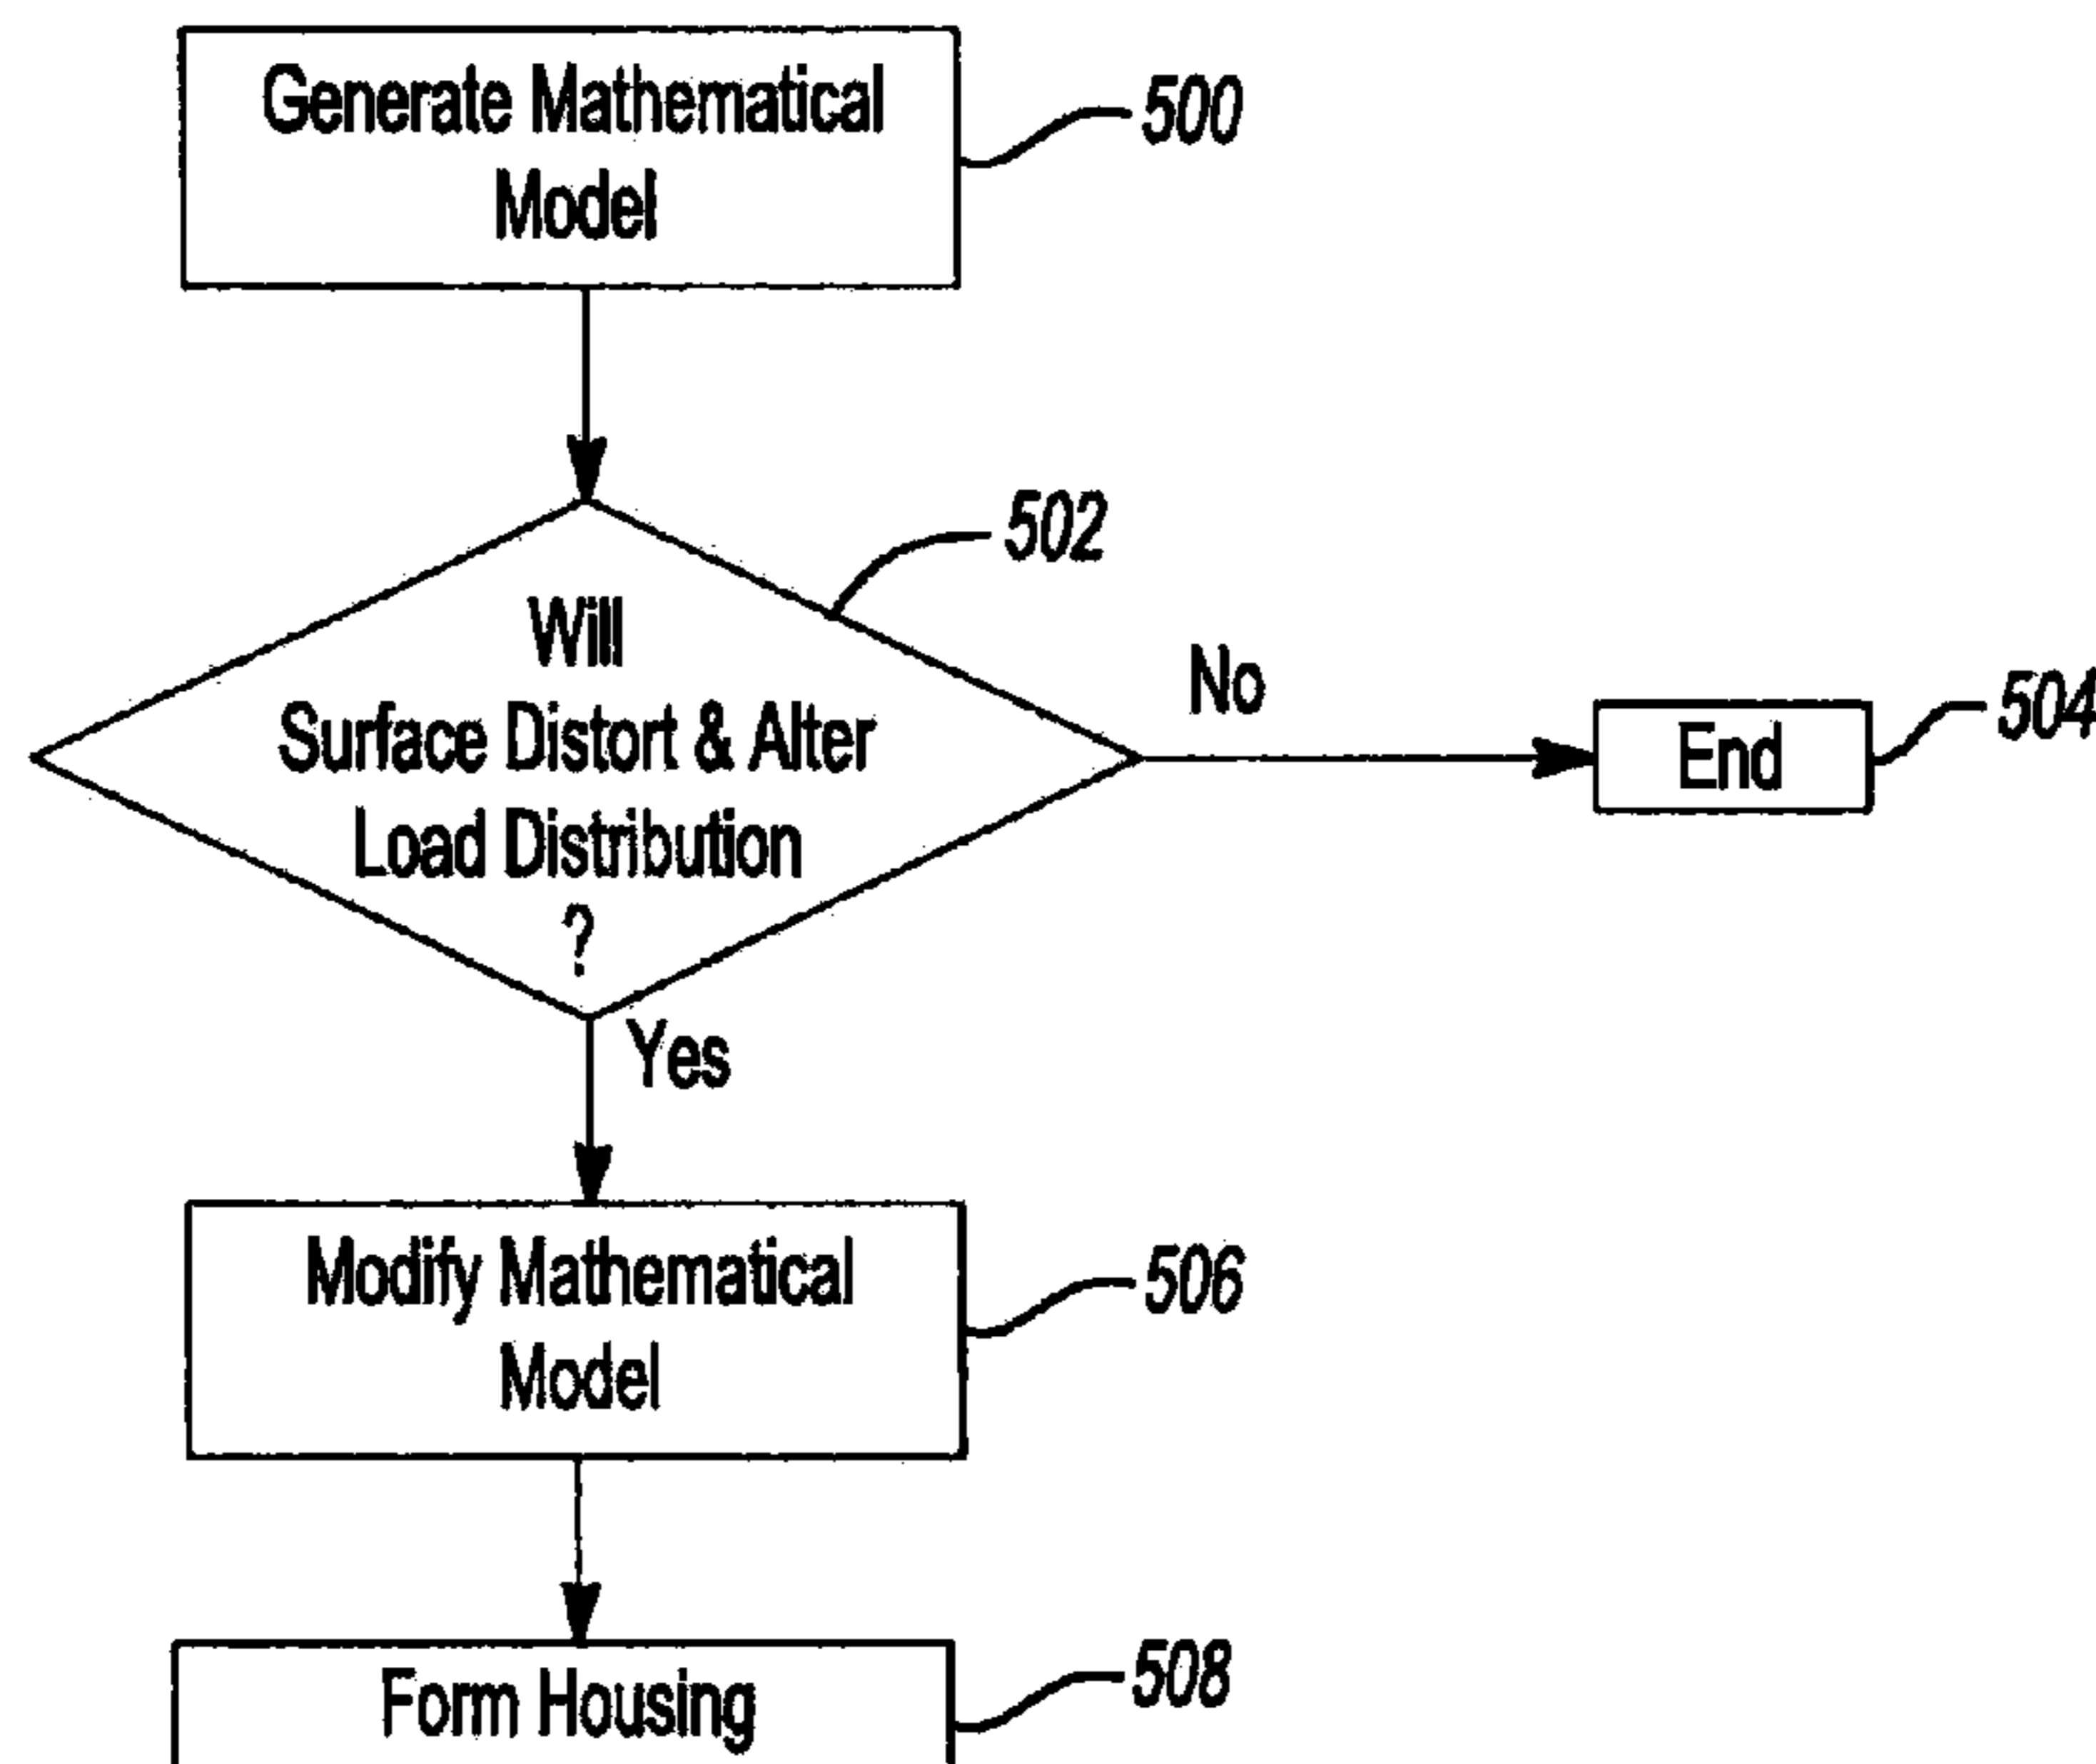 Generate Mathematical
Model
500
502
Will
Surface Distort & Alter
Load Distribution
?
No
End
504
Yes
Modify Mathematical
Model
506
Form Housing
508